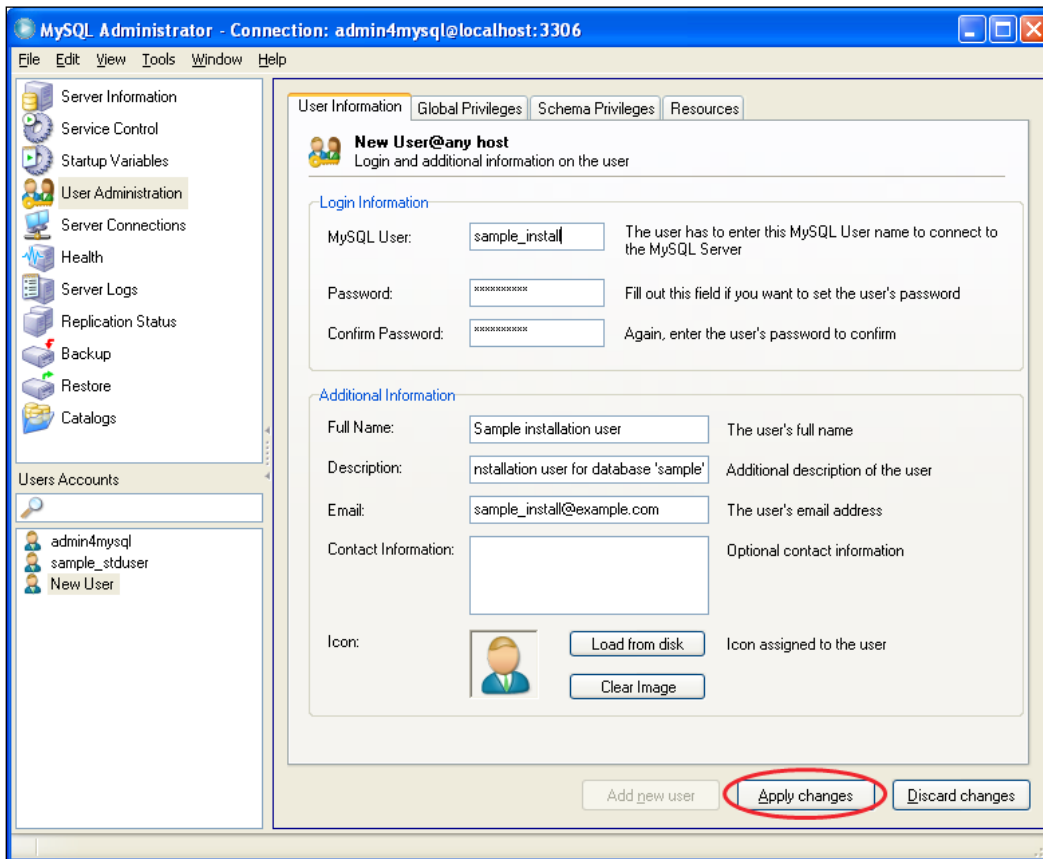 MySQL Administrator - Connection: admin4mysql@localhost:3306
File Edit View Tools Window Help
Server Information
Service Control
Startup Variables
User Administration
Server Connections
Health
Server Logs
Replication Status
Backup
Restore
Catalogs
Users Accounts
admin4mysql
sample_stduser
New User
User Information Global Privileges Schema Privileges Resources
New User@any host
Login and additional information on the user
Login Information
MySQL User: sample_install The user has to enter this MySQL User name to connect to
the MySQL Server
Password: ********** Fill out this field if you want to set the user's password
Confirm Password: ********** Again, enter the user's password to confirm
Additional Information
Full Name: Sample installation user The user's full name
Description: nstallation user for database 'sample' Additional description of the user
Email: sample_install@example.com The user's email address
Contact Information: Optional contact information
Icon: Load from disk Icon assigned to the user
Clear Image
Add new user Apply changes Discard changes